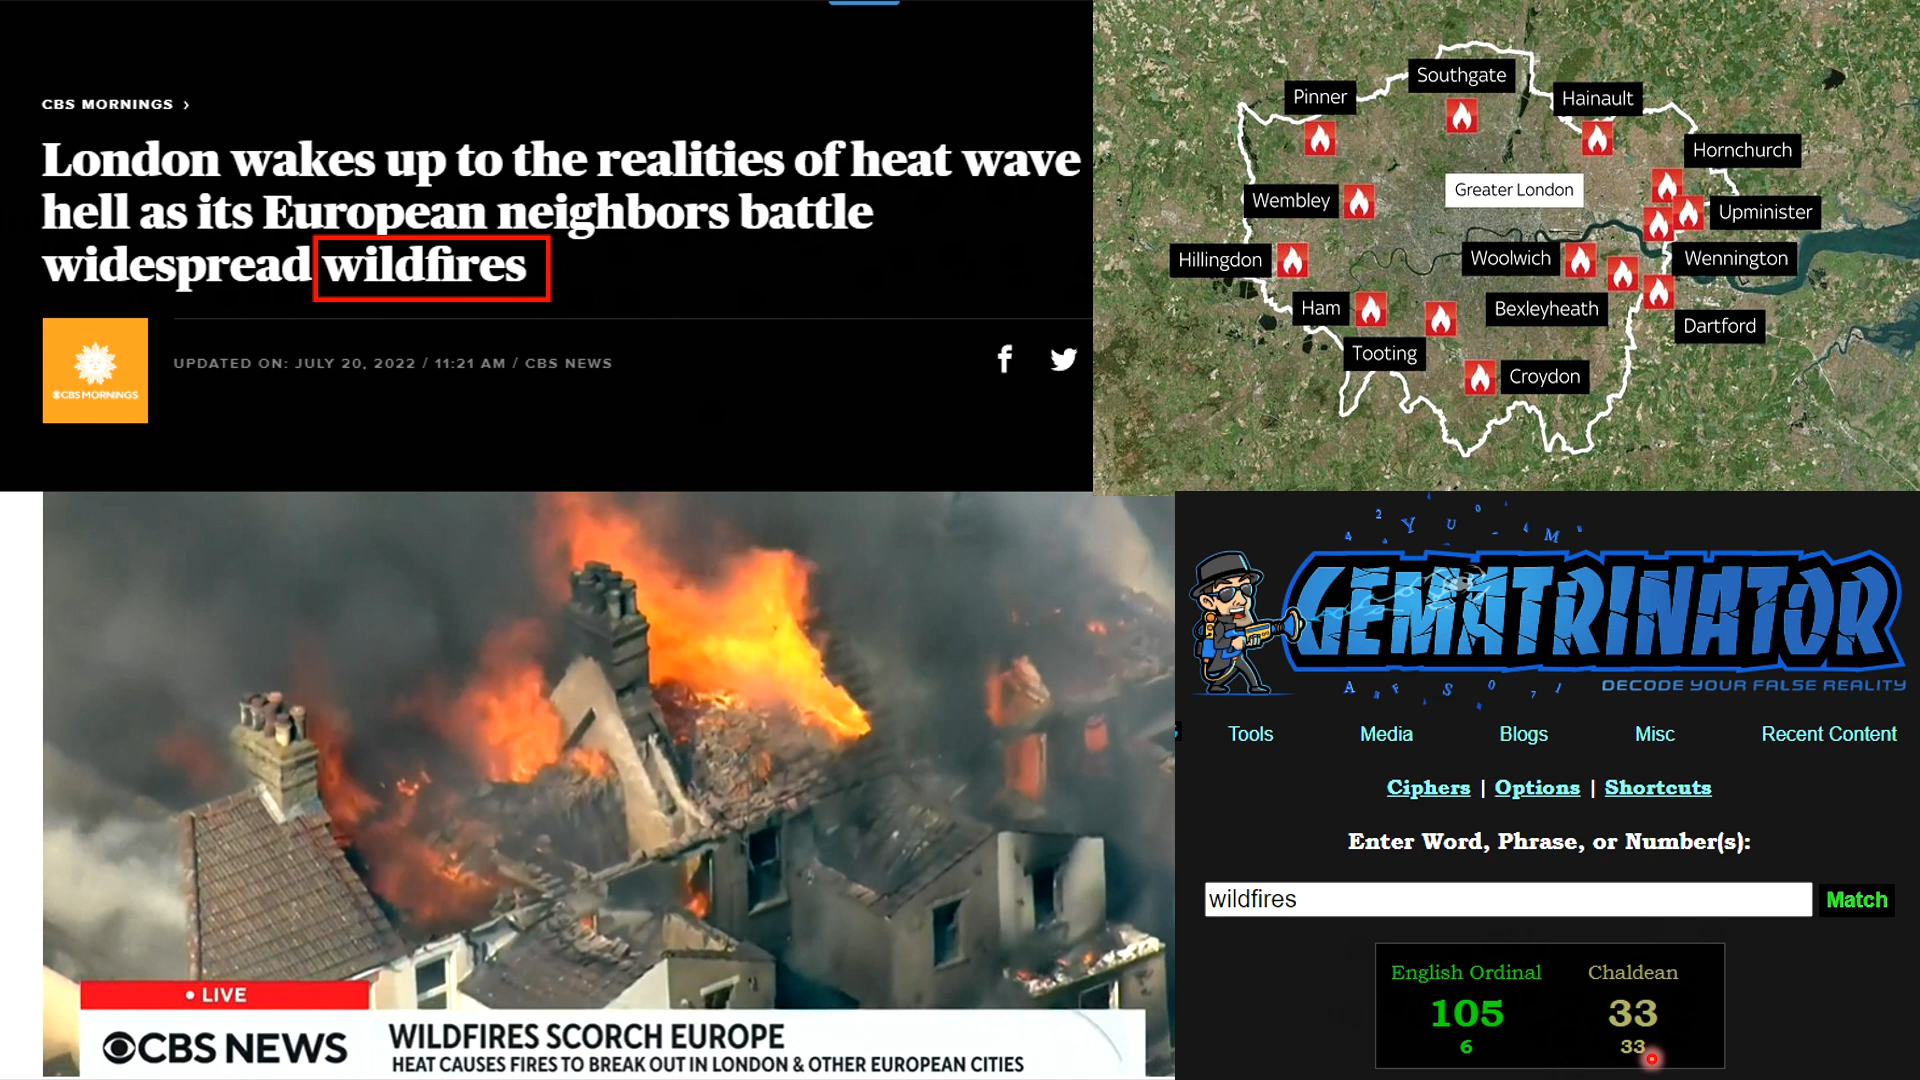 CBS MORNINGS ›
London wakes up to the realities of heat wave
hell as its European neighbors battle
widespread wildfires
CBS MORNINGS
UPDATED ON: JULY 20, 2022 / 11:21 AM / CBS NEWS
Southgate
Pinner
Hainault
Hornchurch
Greater London
Wembley
Upminister
Hillingdon
Woolwich
Wennington
Ham
Bexleyheath
Dartford
Tooting
Croydon
• LIVE
CBS NEWS
WILDFIRES SCORCH EUROPE
HEAT CAUSES FIRES TO BREAK OUT IN LONDON & OTHER EUROPEAN CITIES
GEMATRINATOR
DECODE YOUR FALSE REALITY
Tools Media Blogs Misc Recent Content
Ciphers | Options | Shortcuts
Enter Word, Phrase, or Number(s):
wildfires Match
English Ordinal Chaldean
105 33
6 33